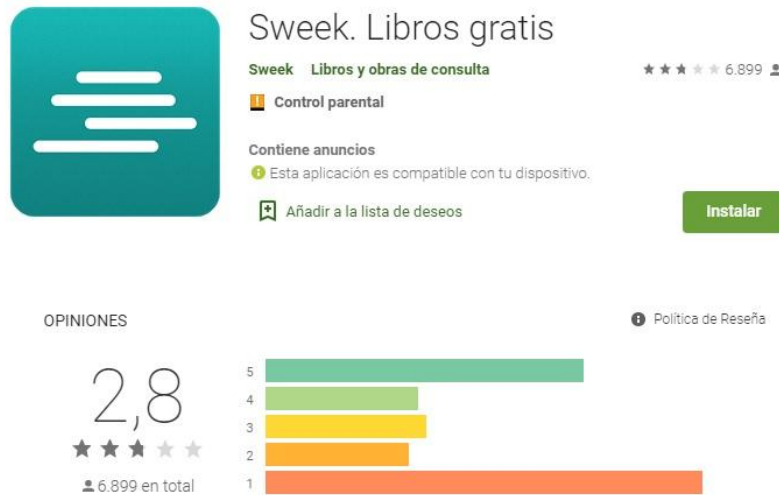 Sweek. Libros gratis
Sweek Libros y obras de consulta 6.899
Control parental
Contiene anuncios
Esta aplicación es compatible con tu dispositivo.
Añadir a la lista de deseos
Instalar
OPINIONES
Política de Reseña
2,8
6.899 en total
5
4
3
2
1